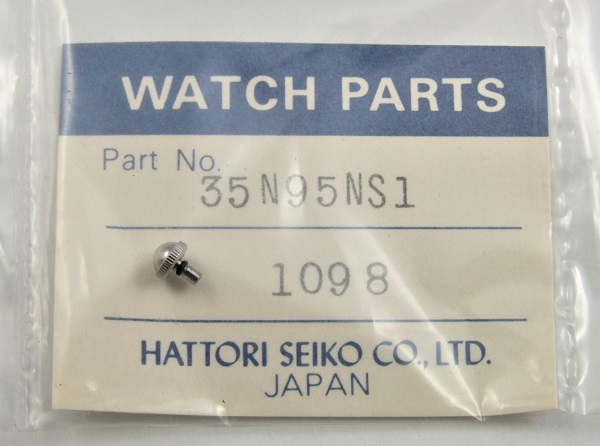 WATCH PARTS
Part No. 35N95NS1
1098
HATTORI SEIKO CO., LTD.
JAPAN